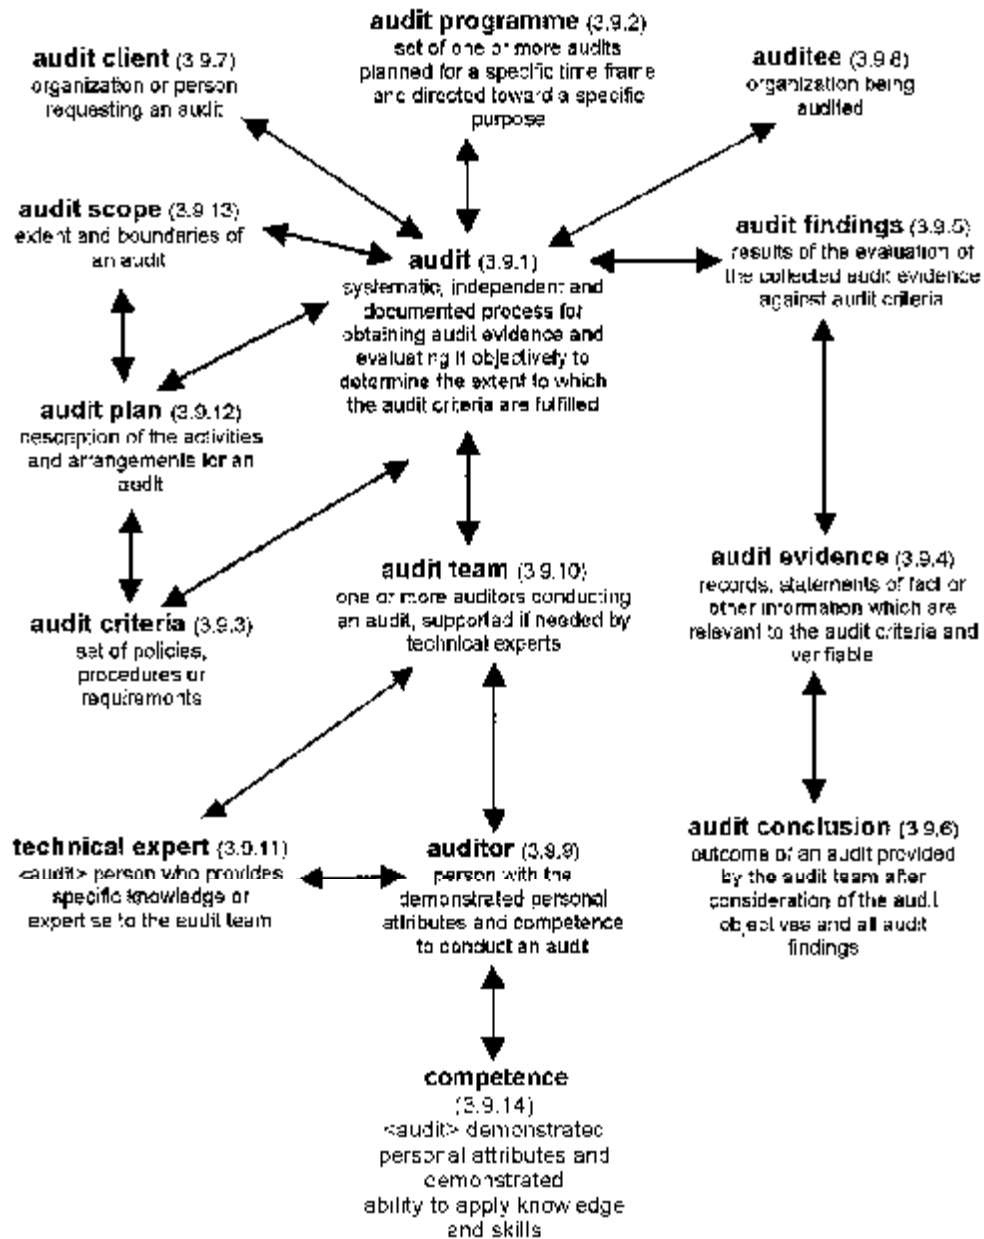 audit programme (3.9.2)
set of one or more audits
planned for a specific time frame
and directed toward a specific
purpose
audit client (3.9.7)
organization or person
requesting an audit
auditee (3.9.8)
organization being
audited
audit scope (3.9.13)
extent and boundaries of
an audit
audit findings (3.9.5)
results of the evaluation of
the collected audit evidence
against audit criteria
audit (3.9.1)
systematic, independent and
documented process for
obtaining audit evidence and
evaluating it objectively to
determine the extent to which
the audit criteria are fulfilled
audit plan (3.9.12)
description of the activities
and arrangements for an
audit
audit team (3.9.10)
one or more auditors conducting
an audit, supported if needed by
technical experts
audit evidence (3.9.4)
records, statements of fact or
other information which are
relevant to the audit criteria and
verifiable
audit criteria (3.9.3)
set of policies,
procedures or
requirements
technical expert (3.9.11)
<audit> person who provides
specific knowledge or
expertise to the audit team
auditor (3.9.9)
person with the
demonstrated personal
attributes and competence
to conduct an audit
audit conclusion (3.9.6)
outcome of an audit provided
by the audit team after
consideration of the audit
objectives and all audit
findings
competence
(3.9.14)
<audit> demonstrated
personal attributes and
demonstrated
ability to apply knowledge
and skills